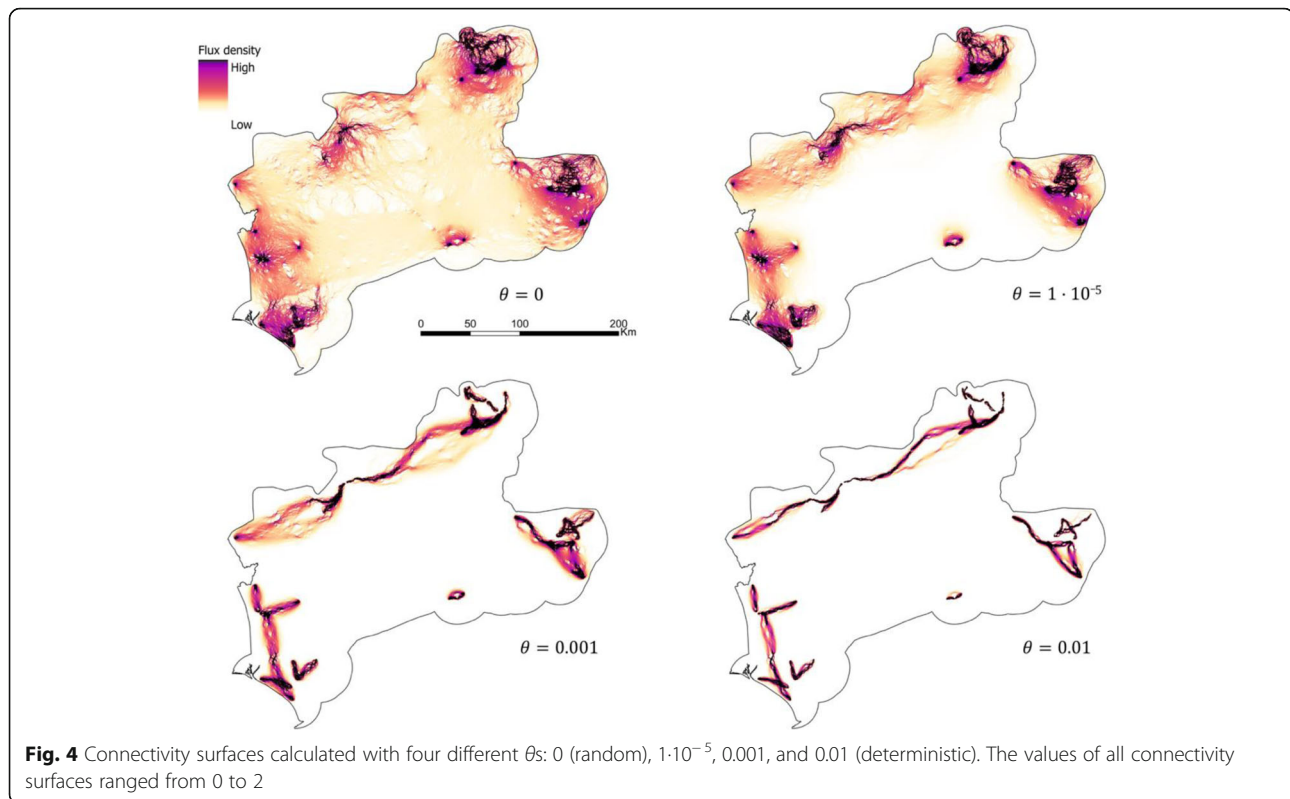 Flux density
High
Low
θ = 0
0 50 100 200
Km
θ = 1 · 10⁻⁵
θ = 0.001
θ = 0.01
Fig. 4 Connectivity surfaces calculated with four different θs: 0 (random), 1·10⁻⁵, 0.001, and 0.01 (deterministic). The values of all connectivity
surfaces ranged from 0 to 2